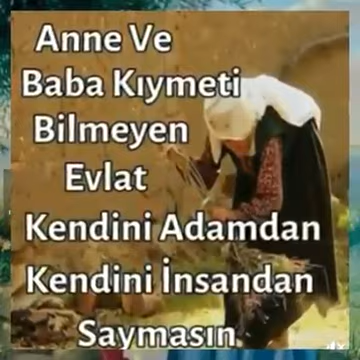 Anne Ve
Baba Kıymeti
Bilmeyen
Evlat
Kendini Adamdan
Kendini İnsandan
Saymasın